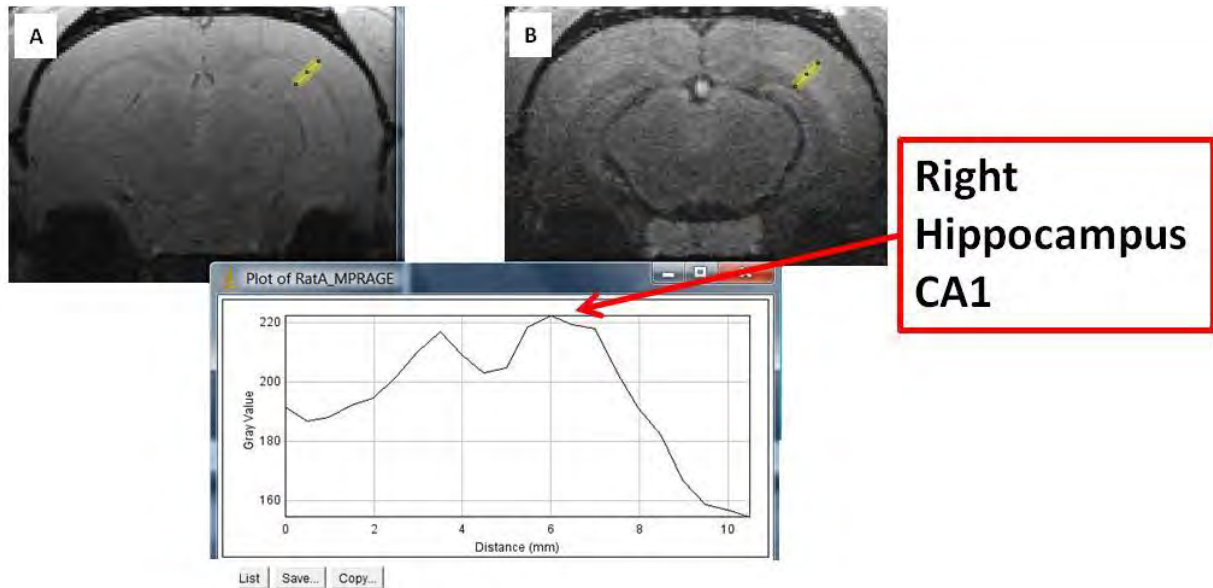 A
B
Right
Hippocampus
CA1
Plot of RatA_MPRAGE
220
200
180
160
Gray Value
0 2 4 6 8 10
Distance (mm)
List Save... Copy...